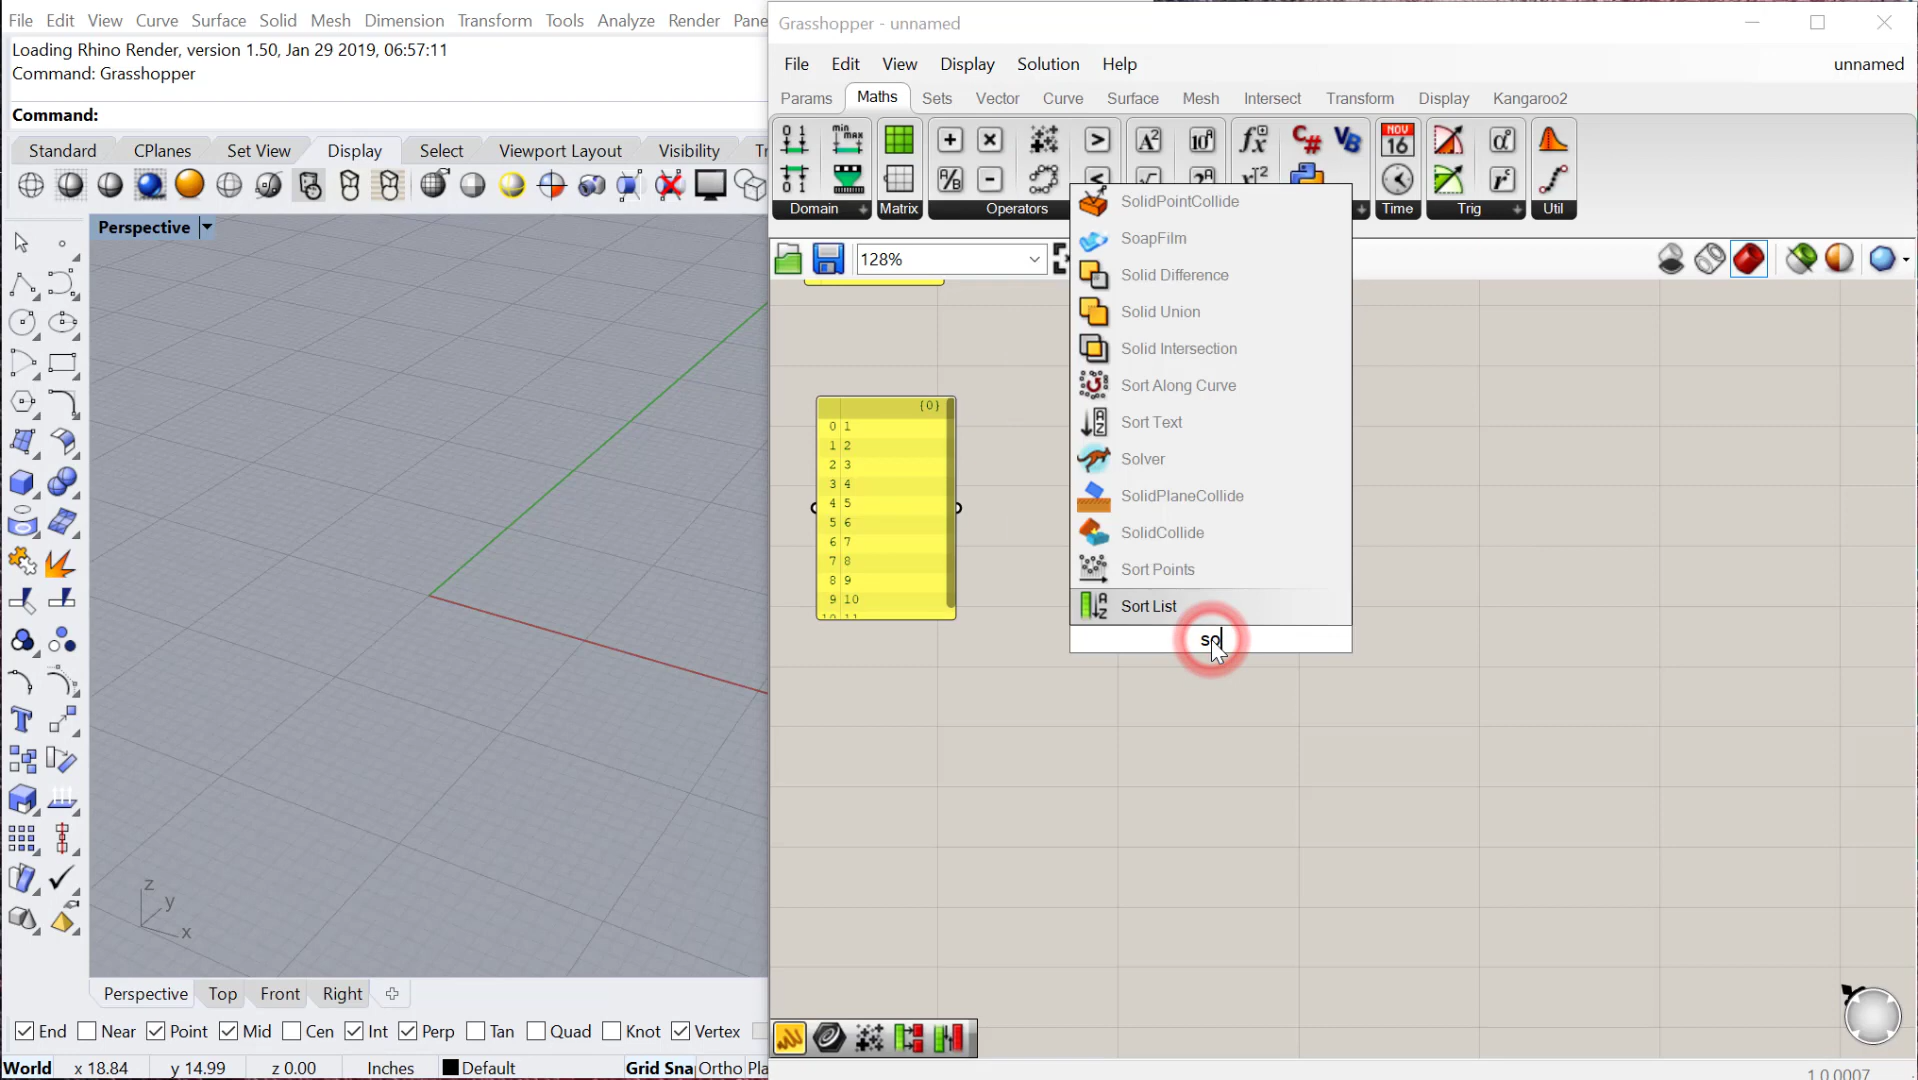 File Edit View Curve Surface Solid Mesh Dimension Transform Tools Analyze Render Pane
Loading Rhino Render, version 1.50, Jan 29 2019, 06:57:11
Command: Grasshopper
Command:
Standard CPlanes Set View Display Select Viewport Layout Visibility
Perspective
z
y
x
Perspective Top Front Right
End Near Point Mid Cen Int Perp Tan Quad Knot Vertex
World x 18.84 y 14.99 z 0.00 Inches Default Grid Sna Ortho Pla
Grasshopper - unnamed
File Edit View Display Solution Help unnamed
Params Maths Sets Vector Curve Surface Mesh Intersect Transform Display Kangaroo2
Domain Matrix Operators Time Trig Util
NOV
16
128%
{0}
0 1
1 2
2 3
3 4
4 5
5 6
6 7
7 8
8 9
9 10
10 11
SolidPointCollide
SoapFilm
Solid Difference
Solid Union
Solid Intersection
Sort Along Curve
Sort Text
Solver
SolidPlaneCollide
SolidCollide
Sort Points
Sort List
so
1.0.0007